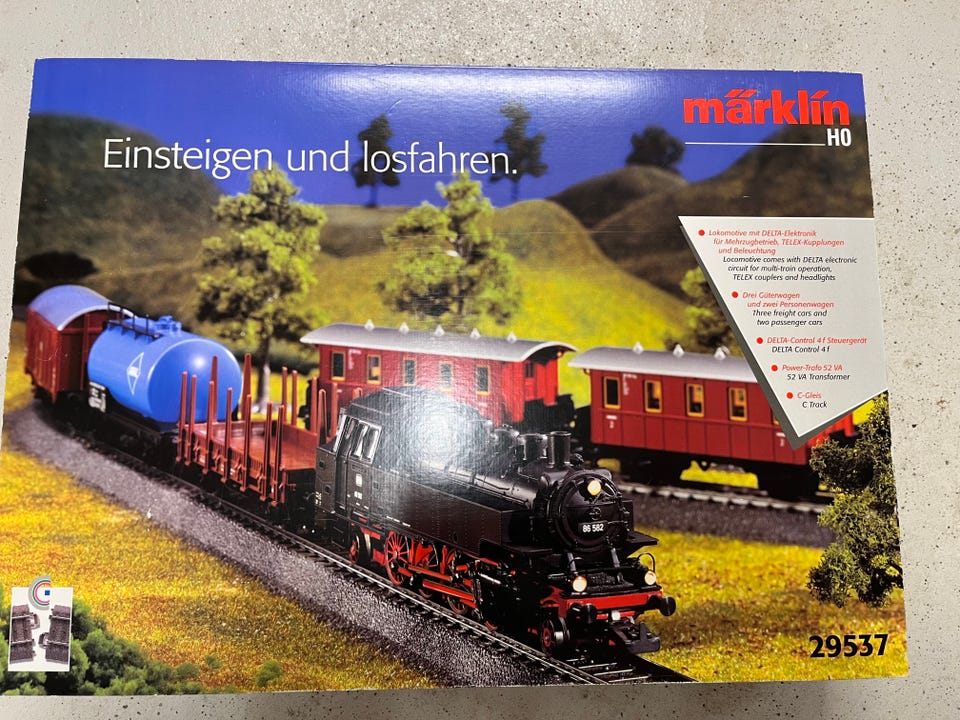 märklin
H0
Einsteigen und losfahren.
Lokomotive mit DELTA-Elektronik
für Mehrzugbetrieb, TELEX-Kupplungen
und Beleuchtung
Locomotive comes with DELTA electronic
circuit for multi-train operation,
TELEX couplers and headlights
Drei Güterwagen
und zwei Personenwagen
Three freight cars and
two passenger cars
DELTA-Control 4 f Steuergerät
DELTA Control 4 f
Power-Trafo 52 VA
52 VA Transformer
C-Gleis
C Track
86 582
29537